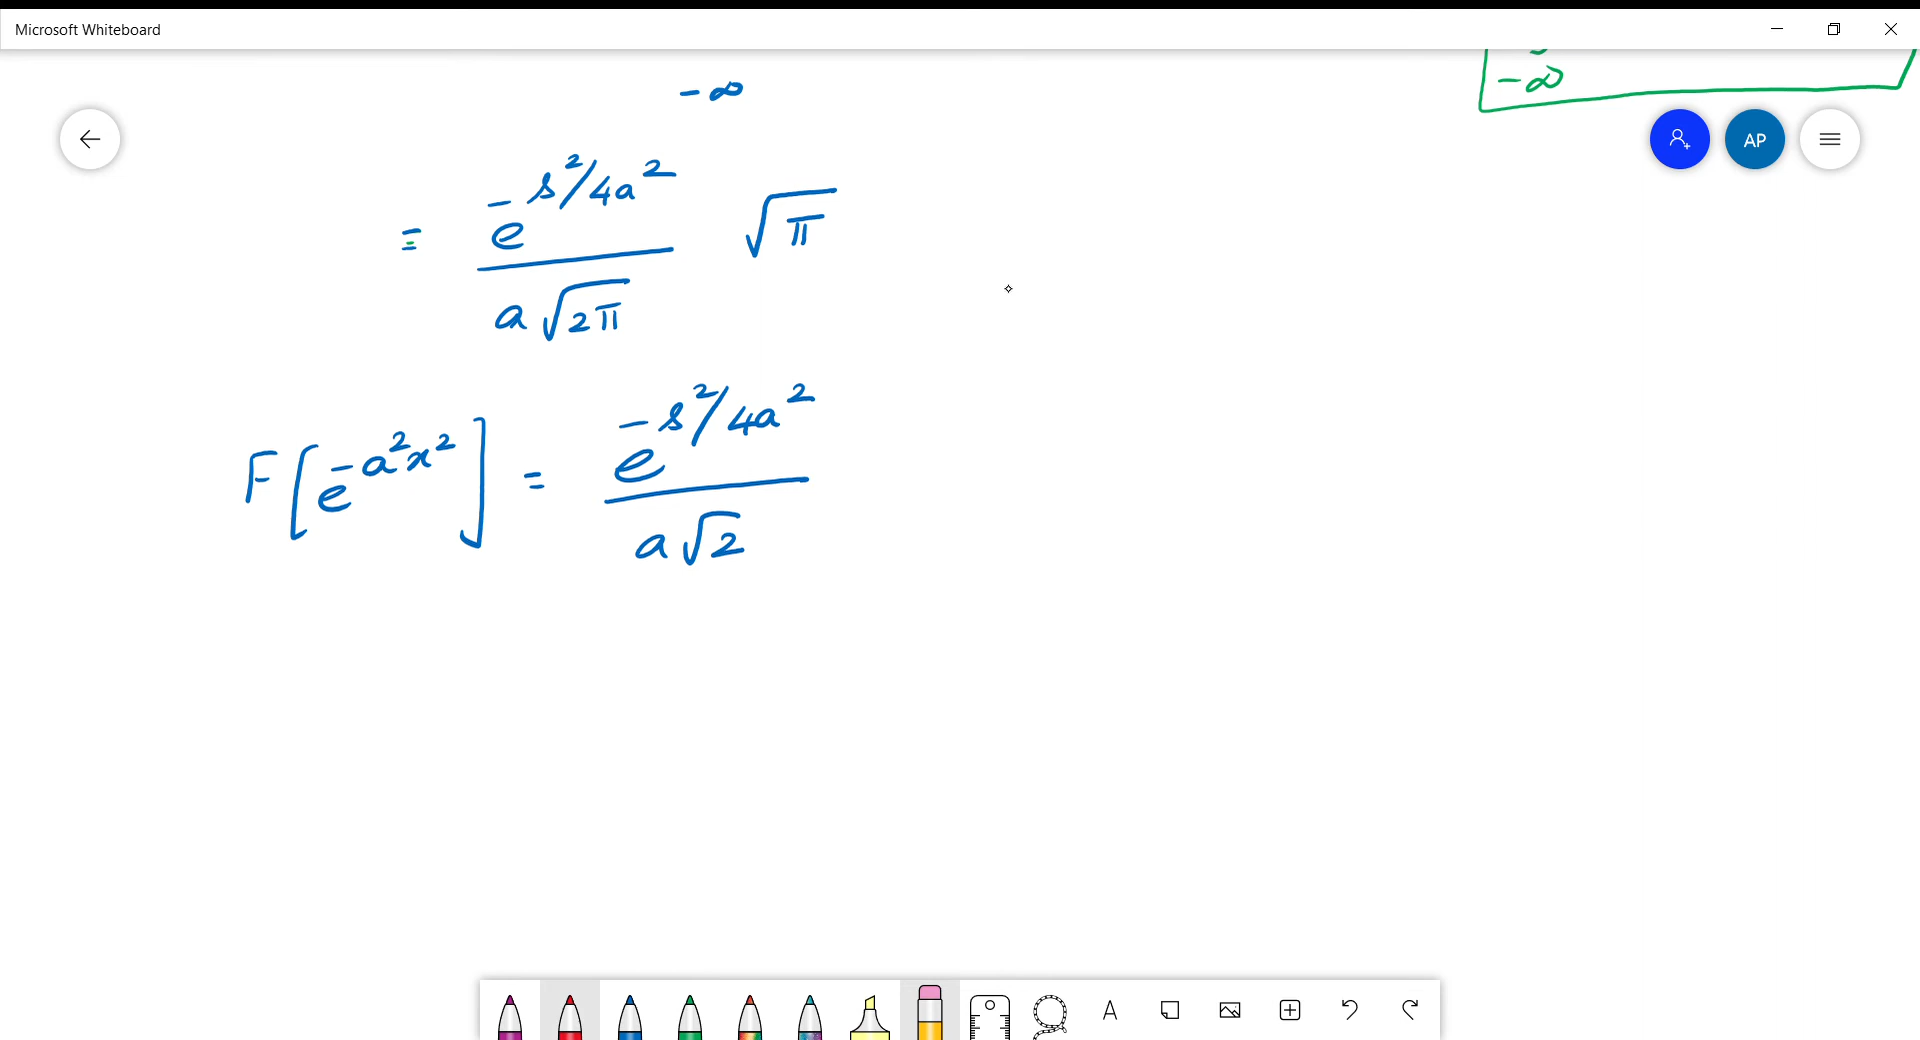 Microsoft Whiteboard
-∞
-∞
AP
= e^{-s²/4a²} / a√2π √π
F[e^{-a²x²}] = e^{-s²/4a²} / a√2
A